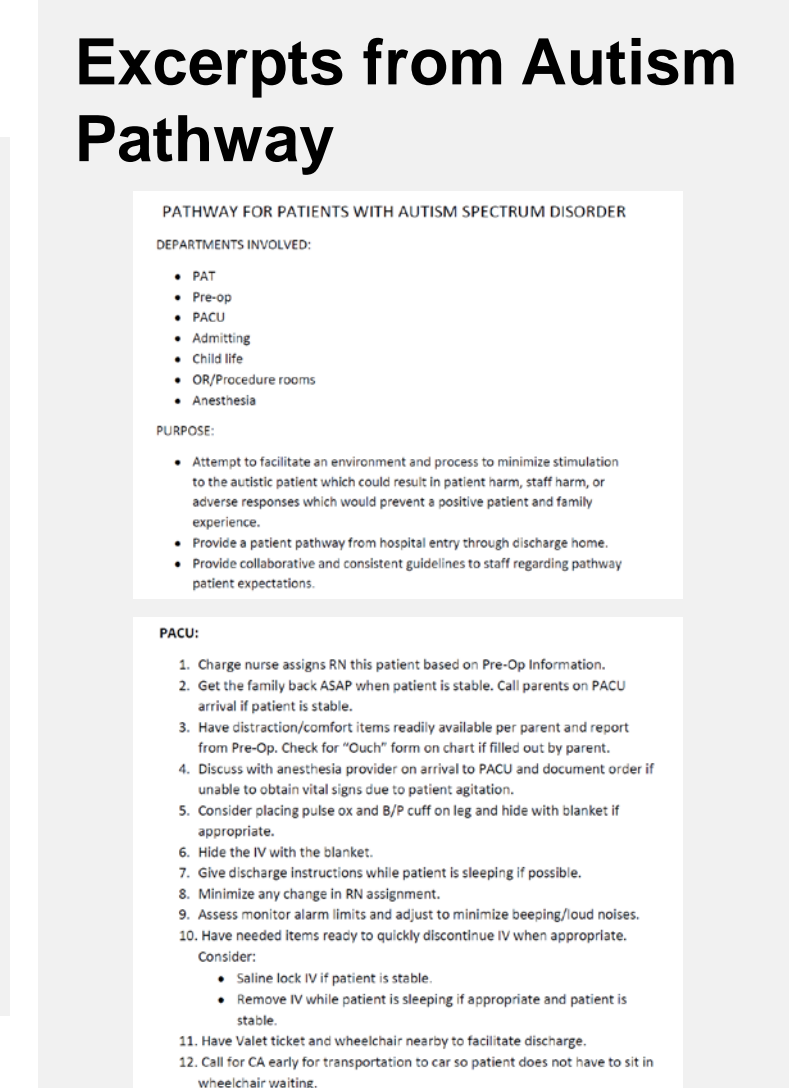 Excerpts from Autism
Pathway
PATHWAY FOR PATIENTS WITH AUTISM SPECTRUM DISORDER
DEPARTMENTS INVOLVED:
• PAT
• Pre-op
• PACU
• Admitting
• Child life
• OR/Procedure rooms
• Anesthesia
PURPOSE:
• Attempt to facilitate an environment and process to minimize stimulation
to the autistic patient which could result in patient harm, staff harm, or
adverse responses which would prevent a positive patient and family
experience.
• Provide a patient pathway from hospital entry through discharge home.
• Provide collaborative and consistent guidelines to staff regarding pathway
patient expectations.
PACU:
1. Charge nurse assigns RN this patient based on Pre-Op Information.
2. Get the family back ASAP when patient is stable. Call parents on PACU
arrival if patient is stable.
3. Have distraction/comfort items readily available per parent and report
from Pre-Op. Check for “Ouch” form on chart if filled out by parent.
4. Discuss with anesthesia provider on arrival to PACU and document order if
unable to obtain vital signs due to patient agitation.
5. Consider placing pulse ox and B/P cuff on leg and hide with blanket if
appropriate.
6. Hide the IV with the blanket.
7. Give discharge instructions while patient is sleeping if possible.
8. Minimize any change in RN assignment.
9. Assess monitor alarm limits and adjust to minimize beeping/loud noises.
10. Have needed items ready to quickly discontinue IV when appropriate.
Consider:
• Saline lock IV if patient is stable.
• Remove IV while patient is sleeping if appropriate and patient is
stable.
11. Have Valet ticket and wheelchair nearby to facilitate discharge.
12. Call for CA early for transportation to car so patient does not have to sit in
wheelchair waiting.